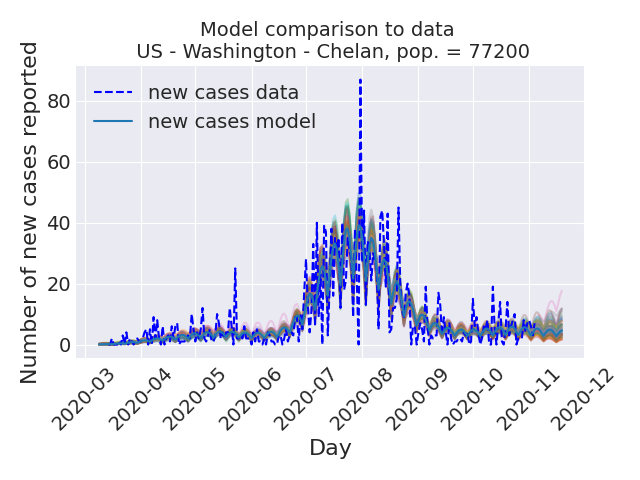 Model comparison to data
US - Washington - Chelan, pop. = 77200
Number of new cases reported
new cases data
new cases model
80
60
40
20
0
2020-03
2020-04
2020-05
2020-06
2020-07
2020-08
2020-09
2020-10
2020-11
2020-12
Day